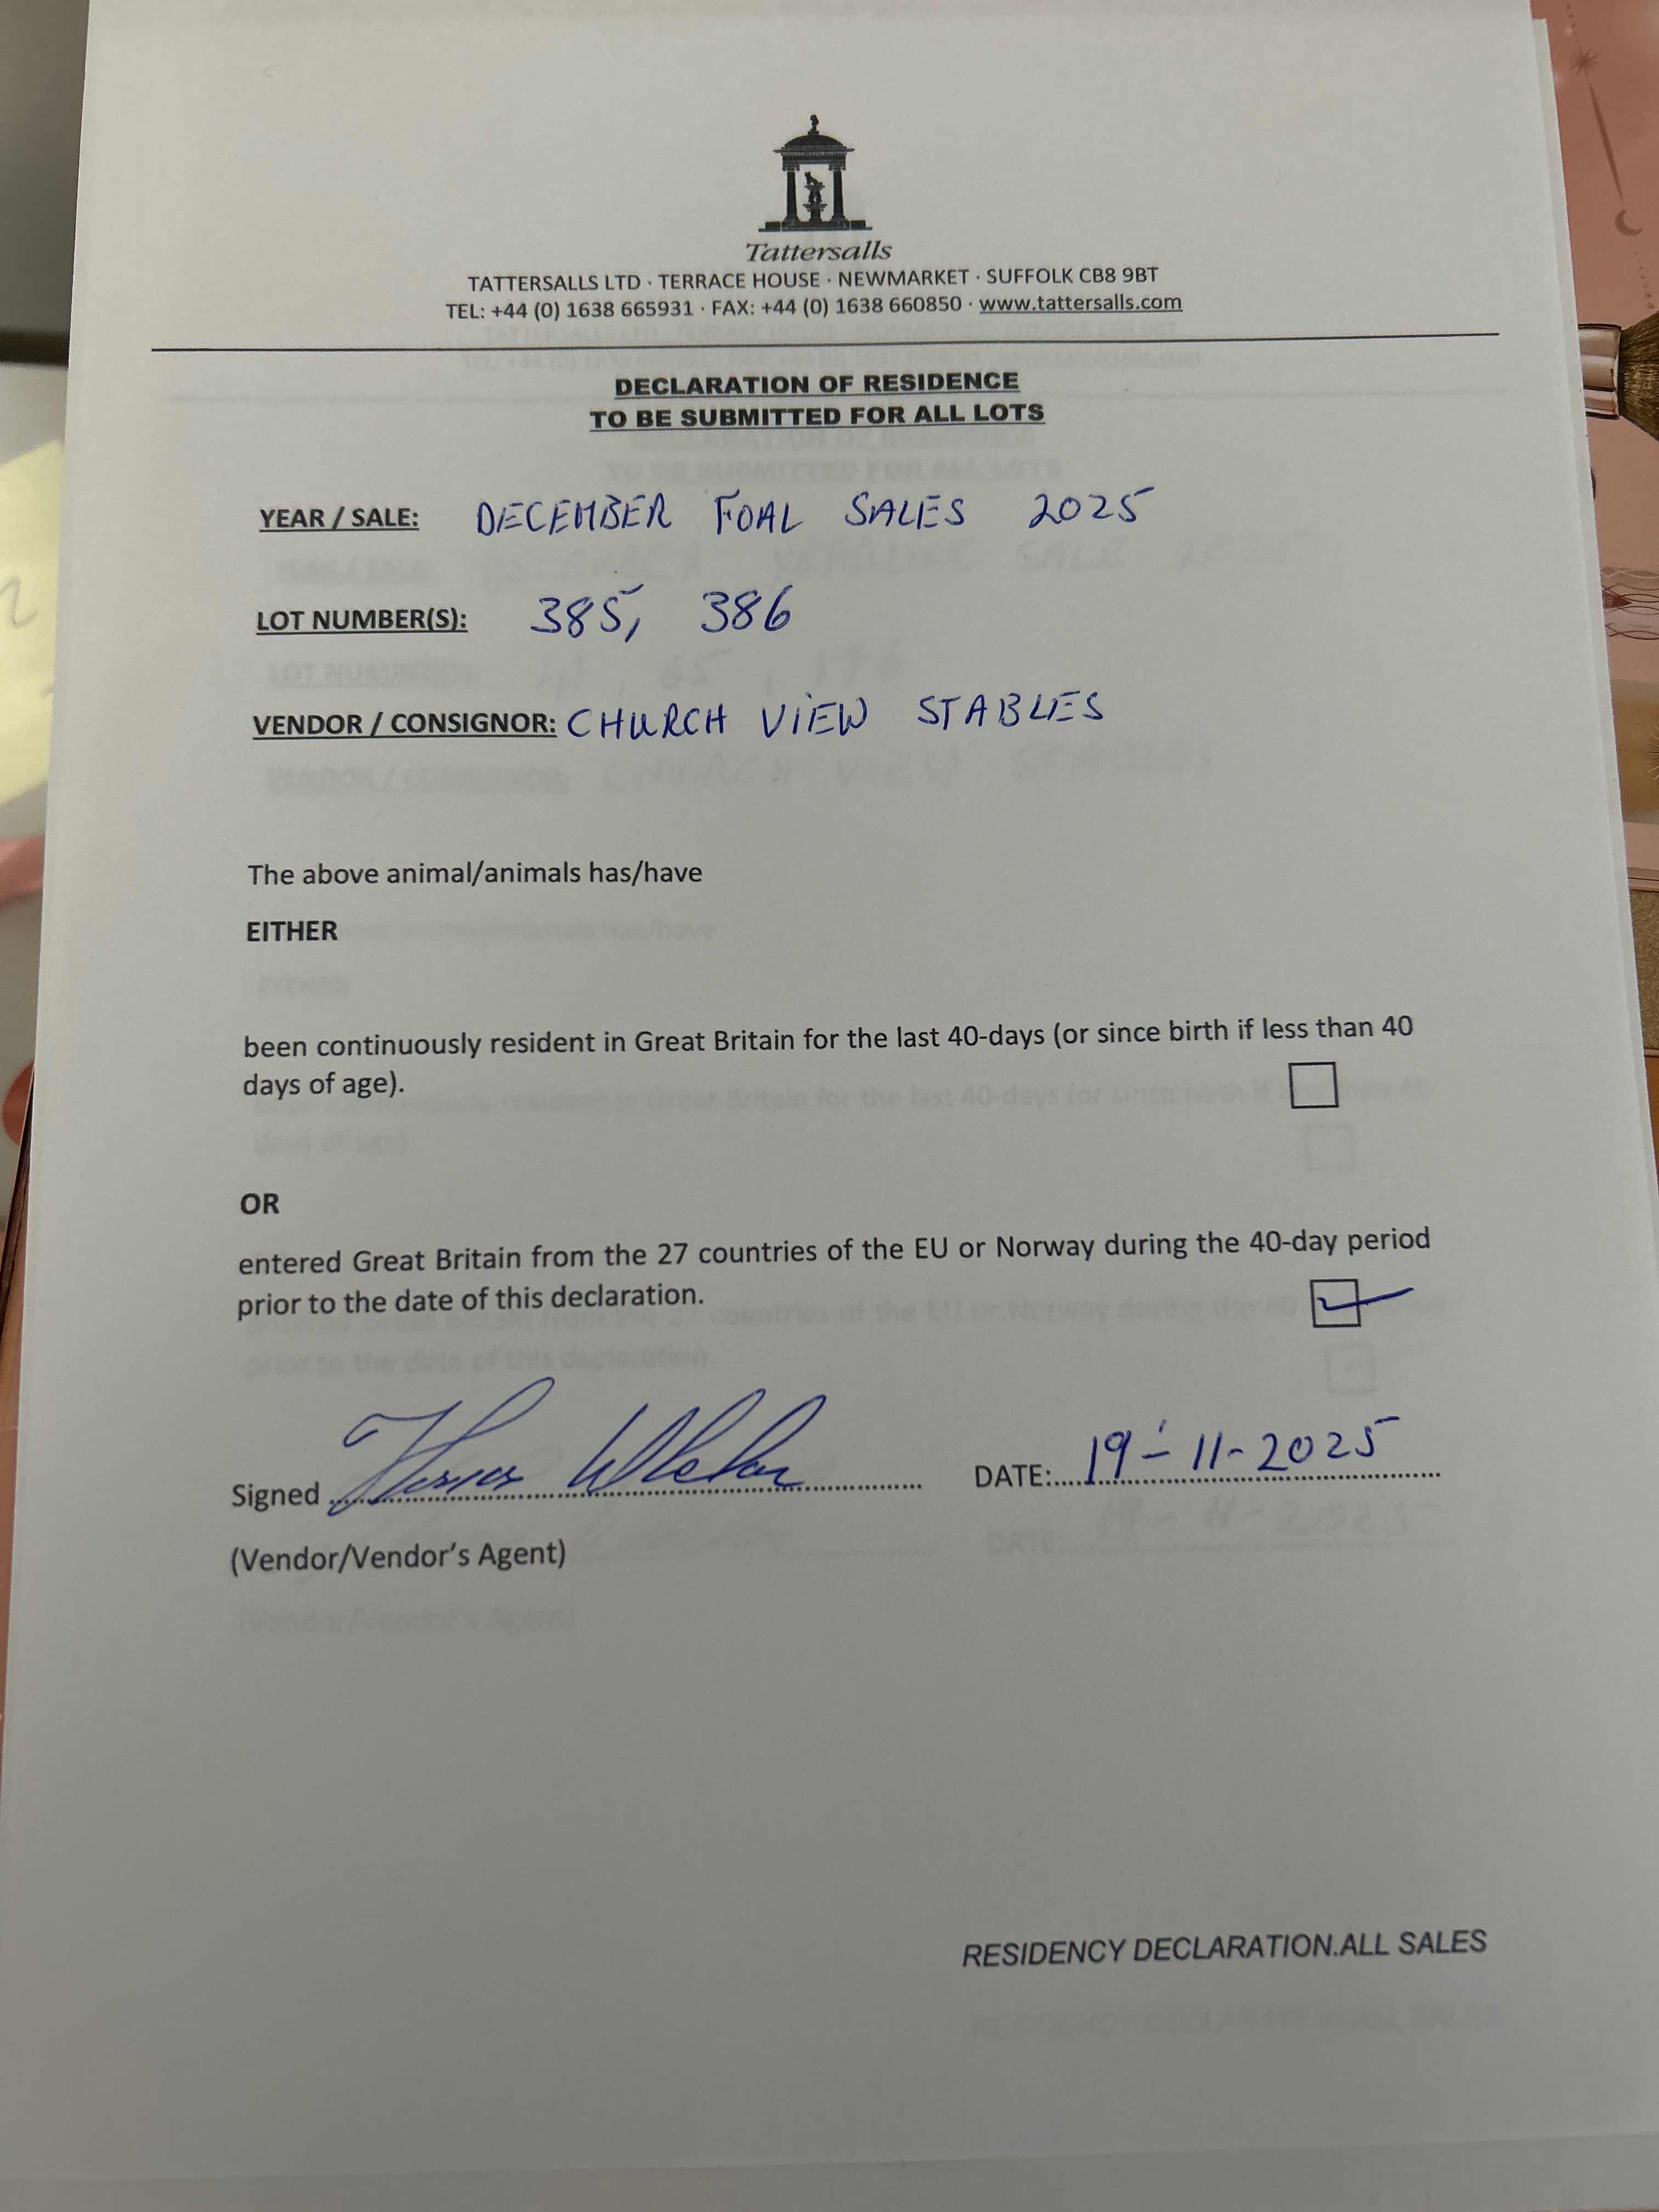 Tattersalls
TATTERSALLS LTD · TERRACE HOUSE · NEWMARKET · SUFFOLK CB8 9BT
TEL: +44 (0) 1638 665931 · FAX: +44 (0) 1638 660850 · www.tattersalls.com
DECLARATION OF RESIDENCE
TO BE SUBMITTED FOR ALL LOTS
YEAR / SALE: DECEMBER FOAL SALES 2025
LOT NUMBER(S): 385, 386
VENDOR / CONSIGNOR: CHURCH VIEW STABLES
The above animal/animals has/have
EITHER
been continuously resident in Great Britain for the last 40-days (or since birth if less than 40
days of age).
OR
entered Great Britain from the 27 countries of the EU or Norway during the 40-day period
prior to the date of this declaration.
Signed DATE: 19-11-2025
(Vendor/Vendor's Agent)
RESIDENCY DECLARATION.ALL SALES